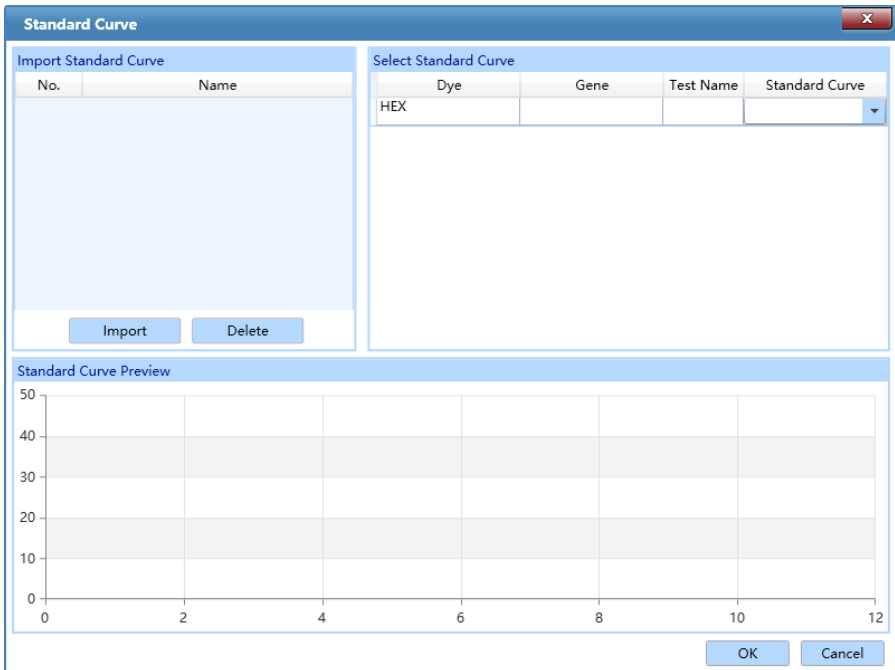 Standard Curve
x
Import Standard Curve
No. Name
Import Delete
Select Standard Curve
Dye Gene Test Name Standard Curve
HEX
Standard Curve Preview
50
40
30
20
10
0
0 2 4 6 8 10 12
OK Cancel